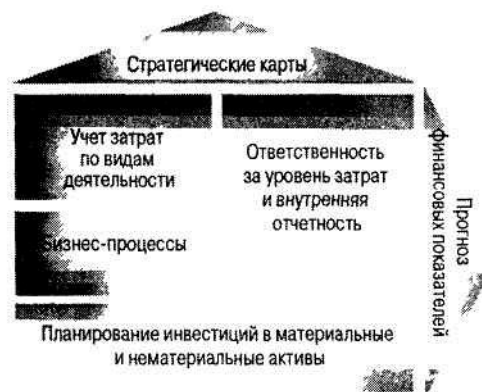 Стратегические карты
Учет затрат
по видам
деятельности
Ответственность
за уровень затрат
и внутренняя
отчетность
Бизнес-процессы
Прогноз
финансовых показателей
Планирование инвестиций в материальные
и нематериальные активы